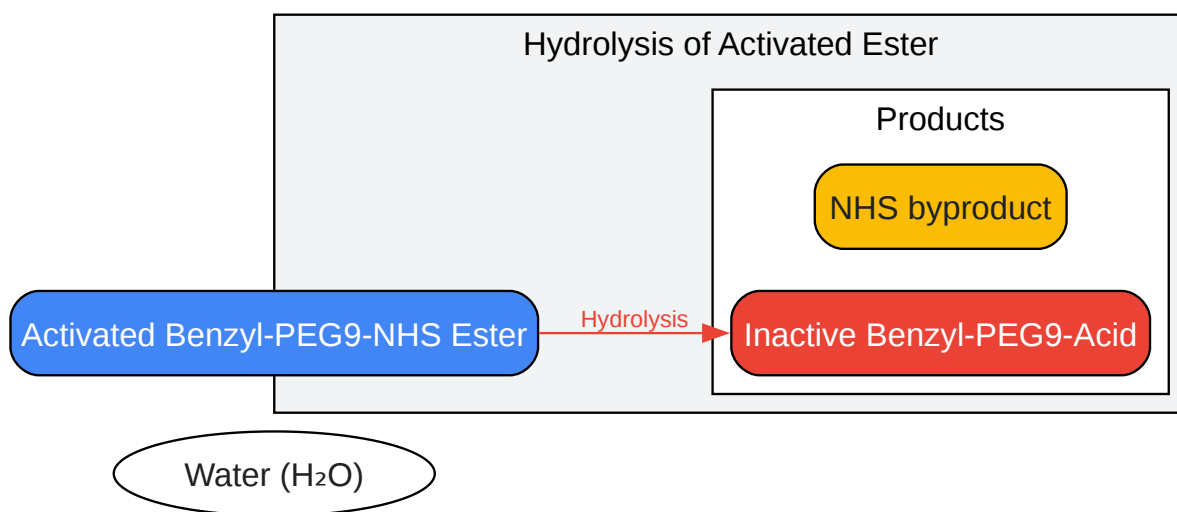 Hydrolysis of Activated Ester
Products
NHS byproduct
Activated Benzyl-PEG9-NHS Ester
Hydrolysis
Inactive Benzyl-PEG9-Acid
Water (H₂O)